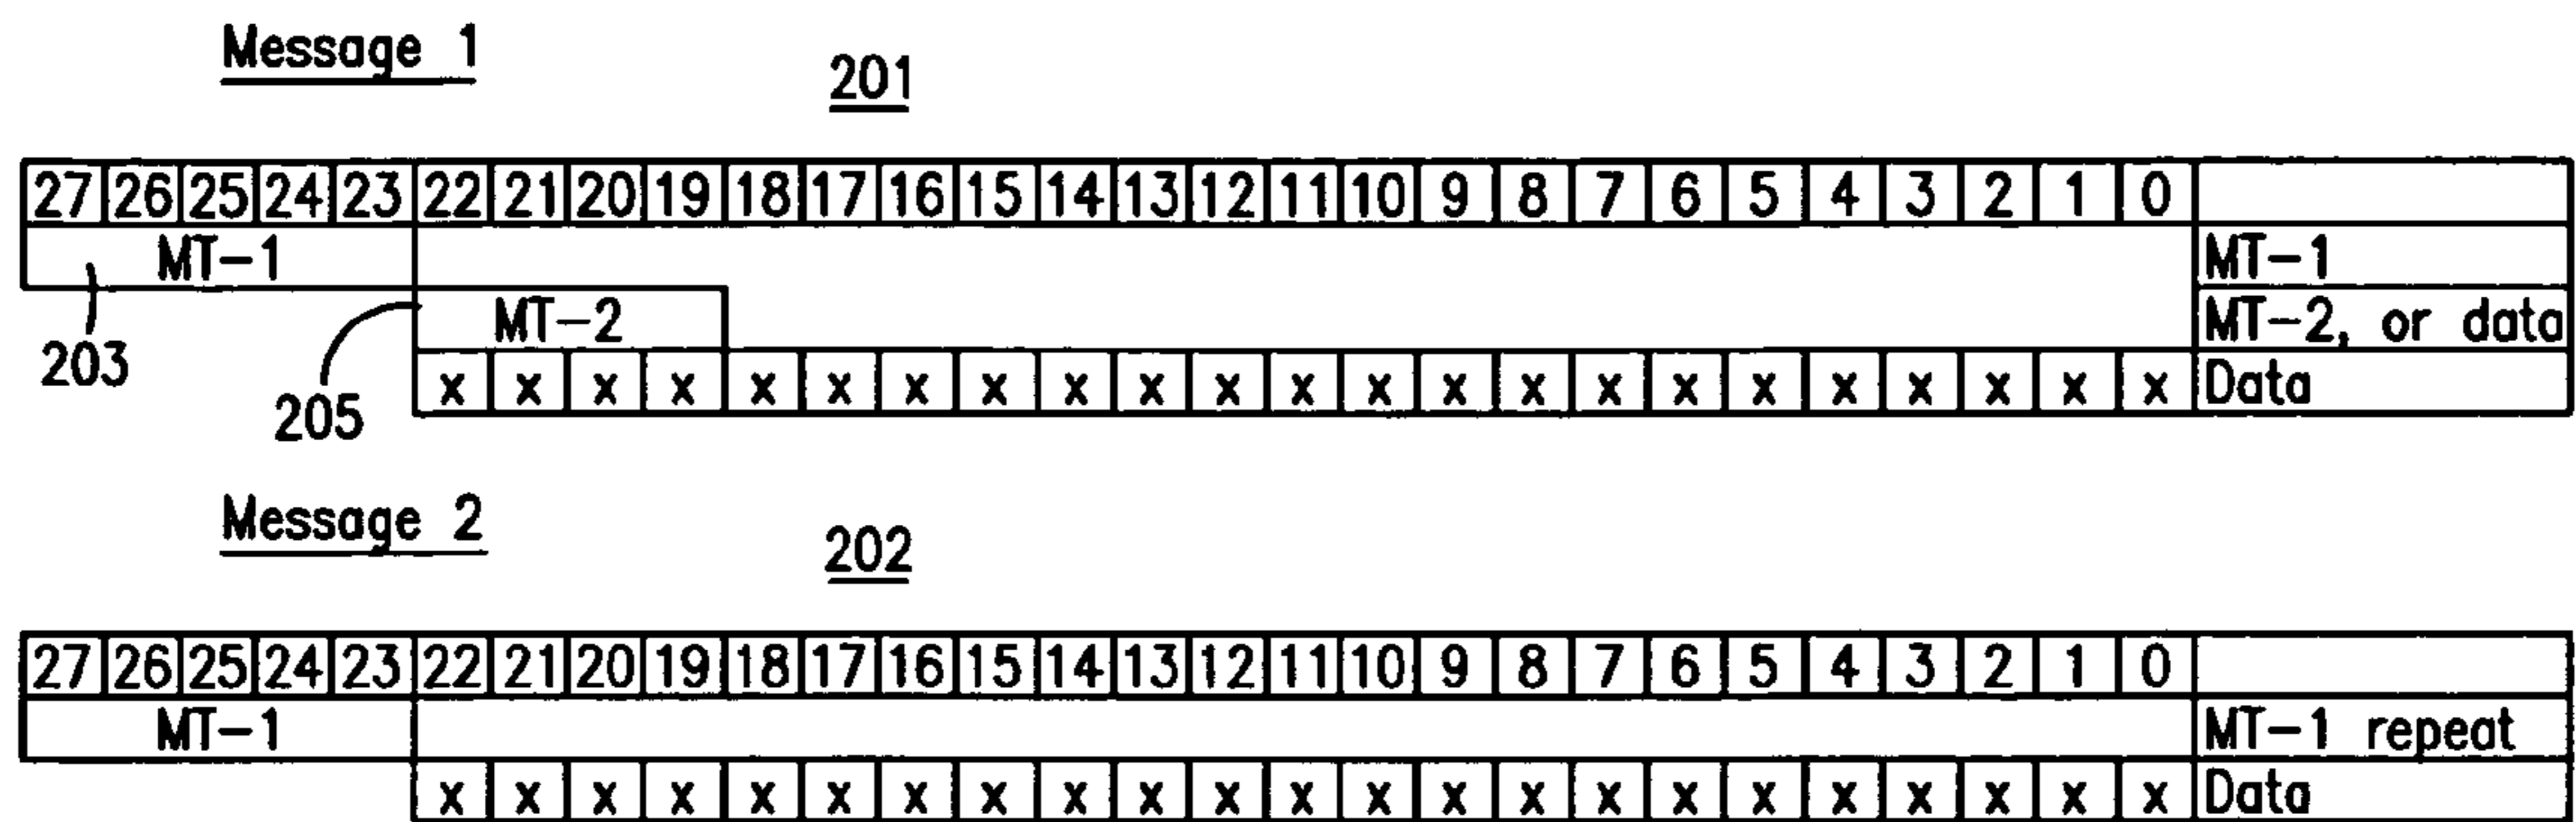 Message 1
201
27 26 25 24 23 22 21 20 19 18 17 16 15 14 13 12 11 10 9 8 7 6 5 4 3 2 1 0
MT-1 MT-1
MT-2 MT-2, or data
203
x x x x x x x x x x x x x x x x x x x x x x x Data
205
Message 2
202
27 26 25 24 23 22 21 20 19 18 17 16 15 14 13 12 11 10 9 8 7 6 5 4 3 2 1 0
MT-1 MT-1 repeat
x x x x x x x x x x x x x x x x x x x x x x x Data